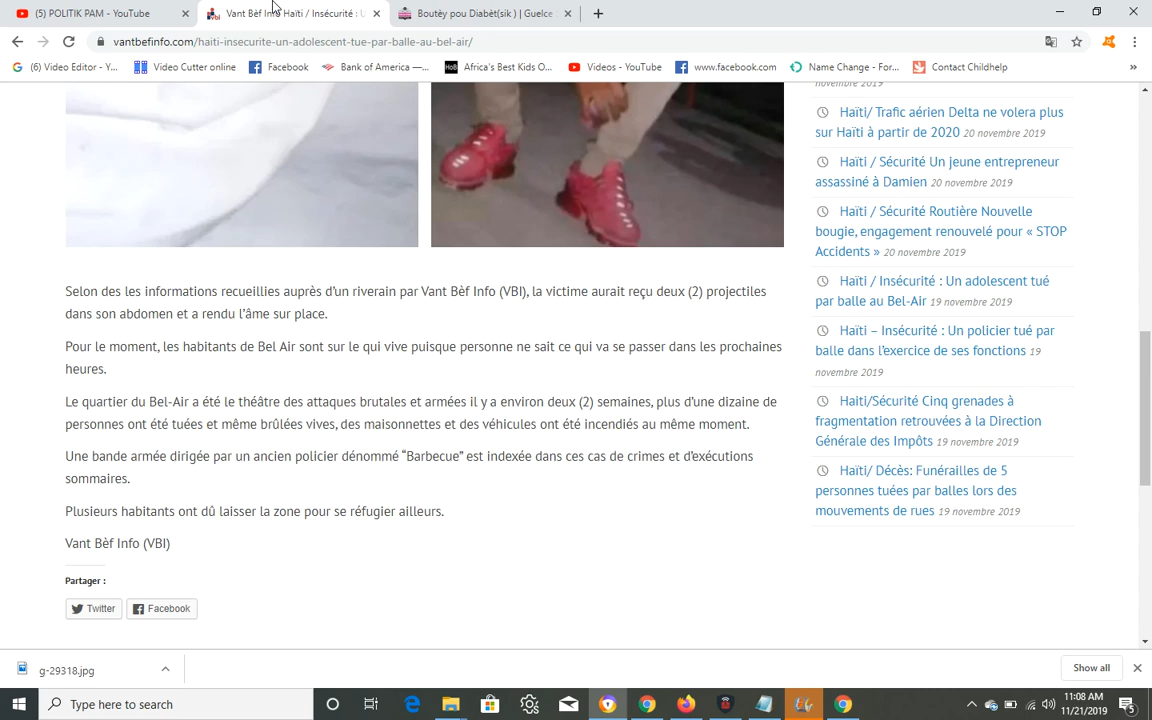 (5) POLITIK PAM - YouTube
Vant Bèf Info Haïti / Insécurité : U
Boutèy pou Diabèt(sik ) | Guelce
vantbefinfo.com/haiti-insecurite-un-adolescent-tue-par-balle-au-bel-air/
(6) Video Editor - Y...
Video Cutter online
Facebook
Bank of America —...
HoB
Africa's Best Kids O...
Videos - YouTube
www.facebook.com
Name Change - For...
Contact Childhelp
»
novembre 2019
Haïti/ Trafic aérien Delta ne volera plus
sur Haïti à partir de 2020 20 novembre 2019
Haïti / Sécurité Un jeune entrepreneur
assassiné à Damien 20 novembre 2019
Haïti / Sécurité Routière Nouvelle
bougie, engagement renouvelé pour « STOP
Accidents » 20 novembre 2019
Haïti / Insécurité : Un adolescent tué
par balle au Bel-Air 19 novembre 2019
Haïti – Insécurité : Un policier tué par
balle dans l'exercice de ses fonctions 19
novembre 2019
Haiti/Sécurité Cinq grenades à
fragmentation retrouvées à la Direction
Générale des Impôts 19 novembre 2019
Haïti/ Décès: Funérailles de 5
personnes tuées par balles lors des
mouvements de rues 19 novembre 2019
Selon des les informations recueillies auprès d'un riverain par Vant Bèf Info (VBI), la victime aurait reçu deux (2) projectiles
dans son abdomen et a rendu l'âme sur place.
Pour le moment, les habitants de Bel Air sont sur le qui vive puisque personne ne sait ce qui va se passer dans les prochaines
heures.
Le quartier du Bel-Air a été le théâtre des attaques brutales et armées il y a environ deux (2) semaines, plus d'une dizaine de
personnes ont été tuées et même brûlées vives, des maisonnettes et des véhicules ont été incendiés au même moment.
Une bande armée dirigée par un ancien policier dénommé “Barbecue” est indexée dans ces cas de crimes et d'exécutions
sommaires.
Plusieurs habitants ont dû laisser la zone pour se réfugier ailleurs.
Vant Bèf Info (VBI)
Partager :
Twitter
Facebook
g-29318.jpg
Show all
Type here to search
11:08 AM
11/21/2019
5